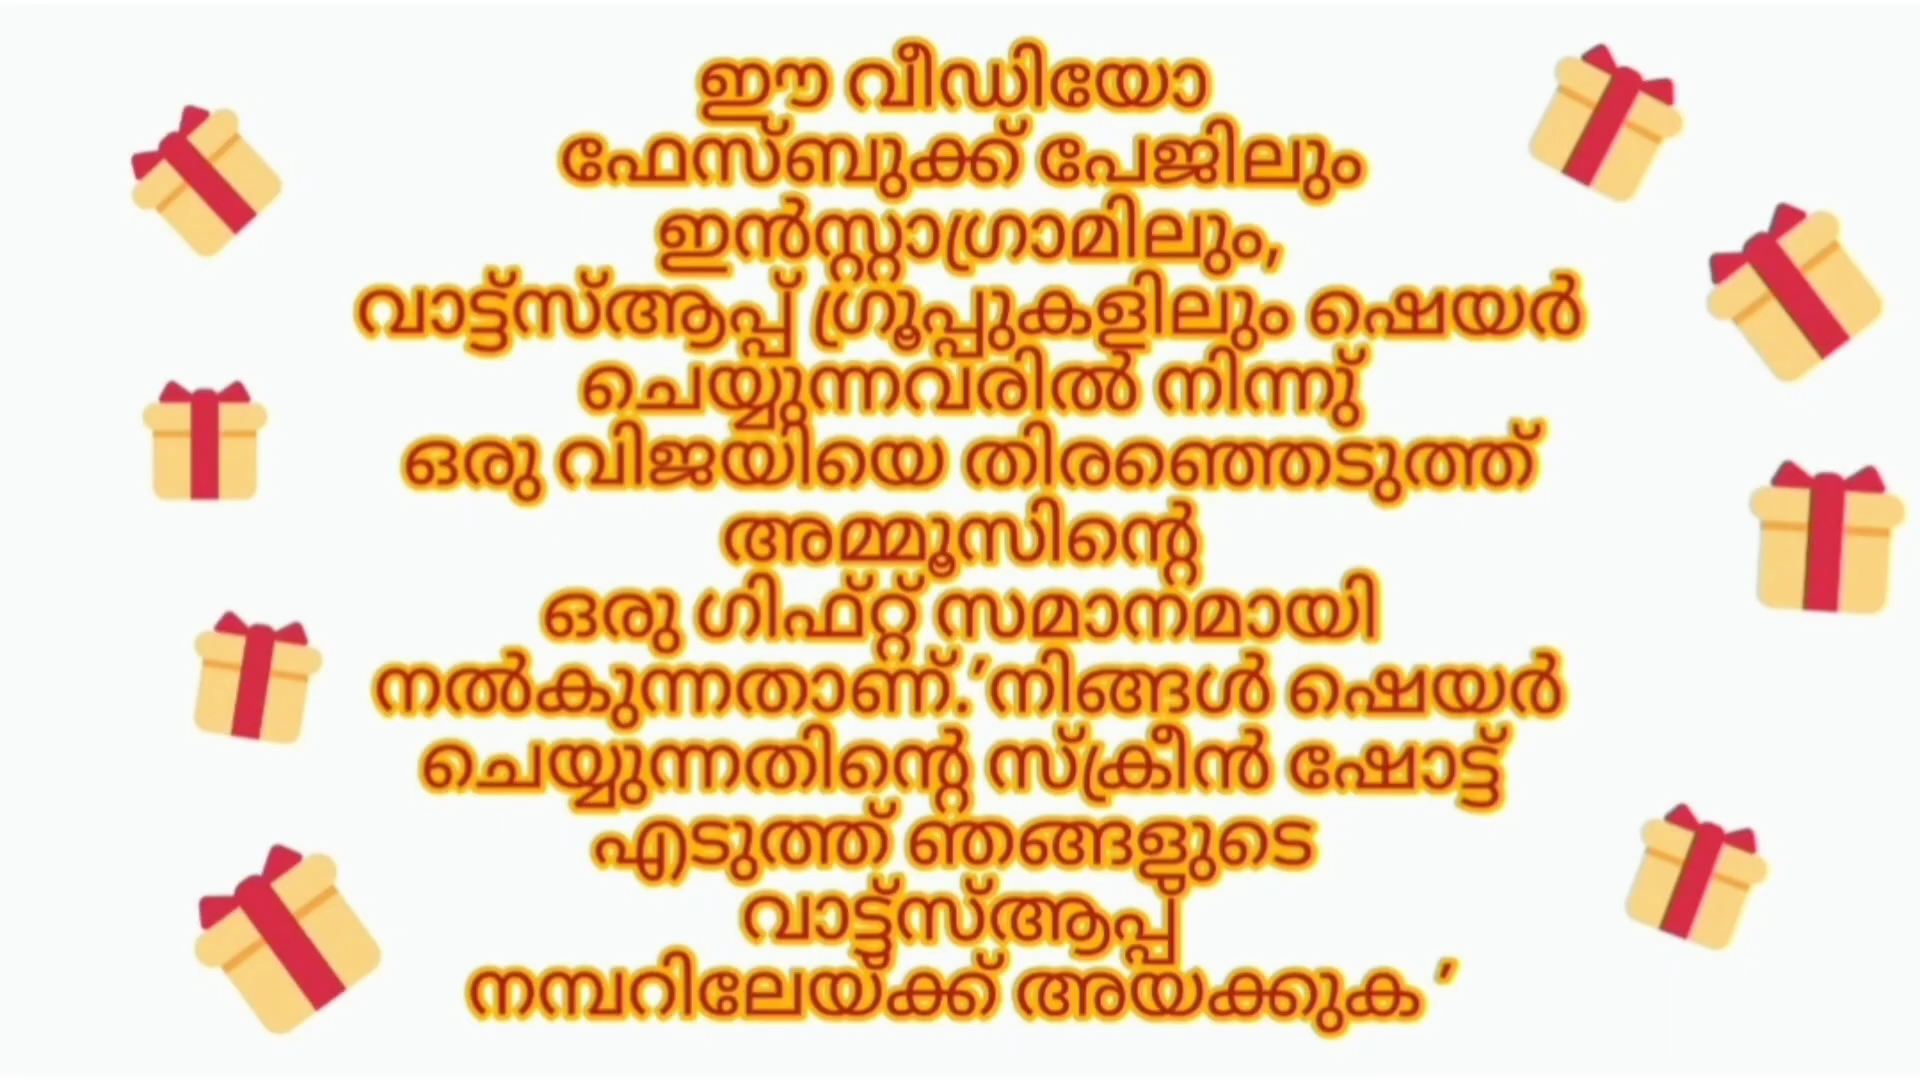 ഈ വീഡിയോ
ഫേസ്ബുക്ക് പേജിലും
ഇൻസ്റ്റാഗ്രാമിലും,
വാട്ട്സ്ആപ്പ് ഗ്രൂപ്പുകളിലും ഷെയർ
ചെയ്യുന്നവരിൽ നിന്നു്
ഒരു വിജയിയെ തിരഞ്ഞെടുത്ത്
അമ്മൂസിന്റെ
ഒരു ഗിഫ്റ്റ് സമാനമായി
നൽകുന്നതാണ്.’നിങ്ങൾ ഷെയർ
ചെയ്യുന്നതിന്റെ സ്ക്രീൻ ഷോട്ട്
എടുത്ത് ഞങ്ങളുടെ
വാട്ടൂസ്ആപ്പ്
നമ്പറിലേയ്ക്ക് അയക്കുക ’